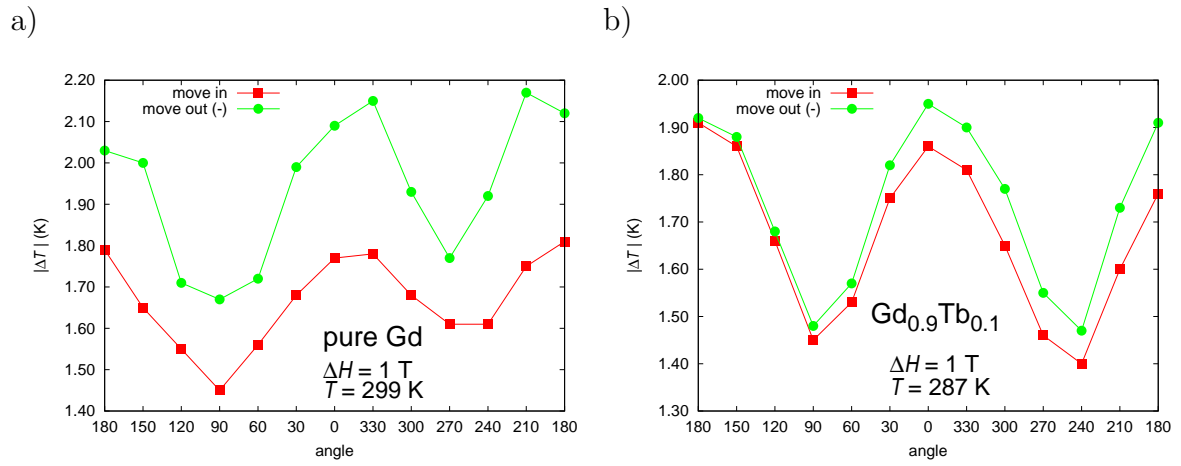 a)
2.20
2.10
2.00
1.90
1.80
1.70
1.60
1.50
1.40
|ΔT| (K)
move in
move out (-)
pure Gd
ΔH = 1 T
T = 299 K
180 150 120 90 60 30 0 330 300 270 240 210 180
angle
b)
2.00
1.90
1.80
1.70
1.60
1.50
1.40
1.30
|ΔT| (K)
move in
move out (-)
Gd0.9Tb0.1
ΔH = 1 T
T = 287 K
180 150 120 90 60 30 0 330 300 270 240 210 180
angle